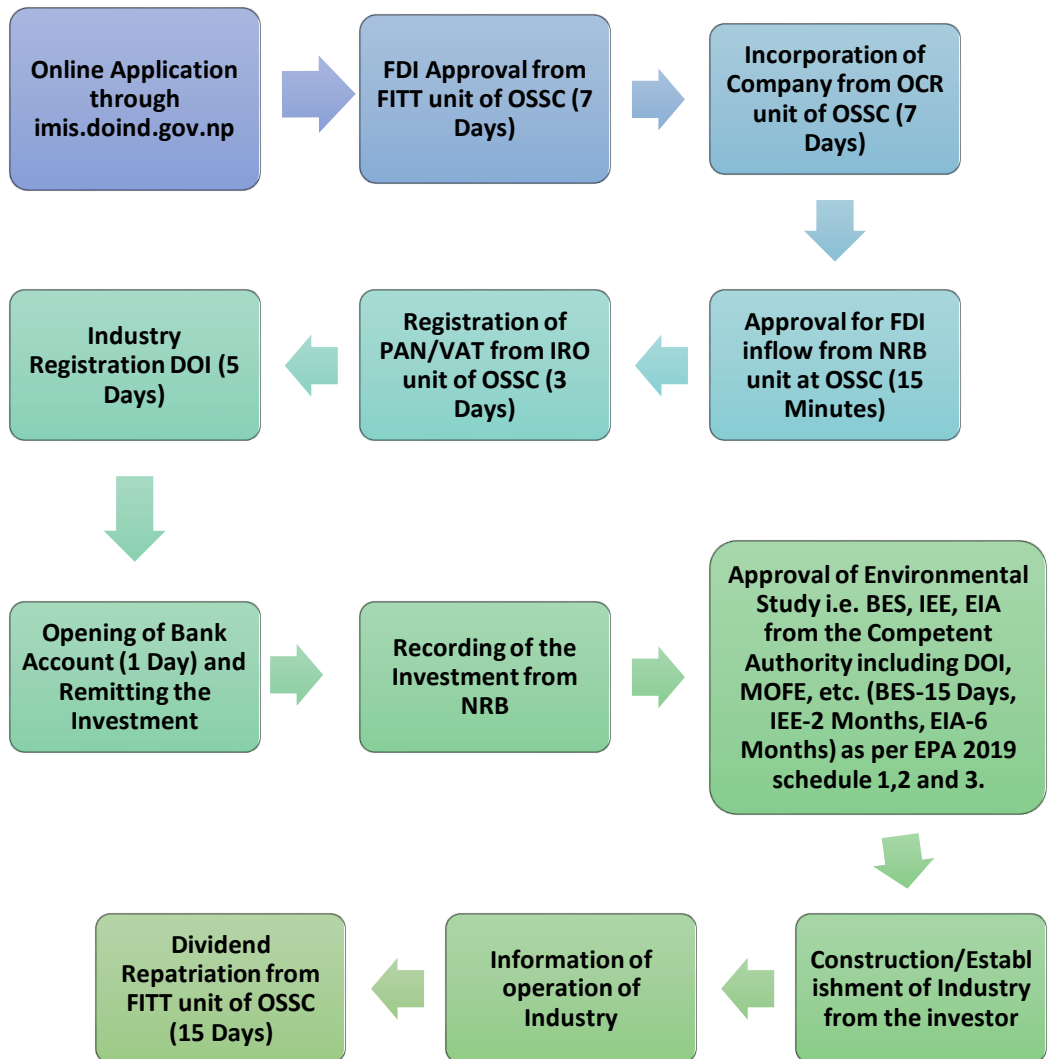 Online Application
through
imis.doind.gov.np
FDI Approval from
FITT unit of OSSC (7
Days)
Incorporation of
Company from OCR
unit of OSSC (7
Days)
Approval for FDI
inflow from NRB
unit at OSSC (15
Minutes)
Registration of
PAN/VAT from IRO
unit of OSSC (3
Days)
Industry
Registration DOI (5
Days)
Opening of Bank
Account (1 Day) and
Remitting the
Investment
Recording of the
Investment from
NRB
Approval of Environmental
Study i.e. BES, IEE, EIA
from the Competent
Authority including DOI,
MOFE, etc. (BES-15 Days,
IEE-2 Months, EIA-6
Months) as per EPA 2019
schedule 1,2 and 3.
Construction/Establ
ishment of Industry
from the investor
Information of
operation of
Industry
Dividend
Repatriation from
FITT unit of OSSC
(15 Days)